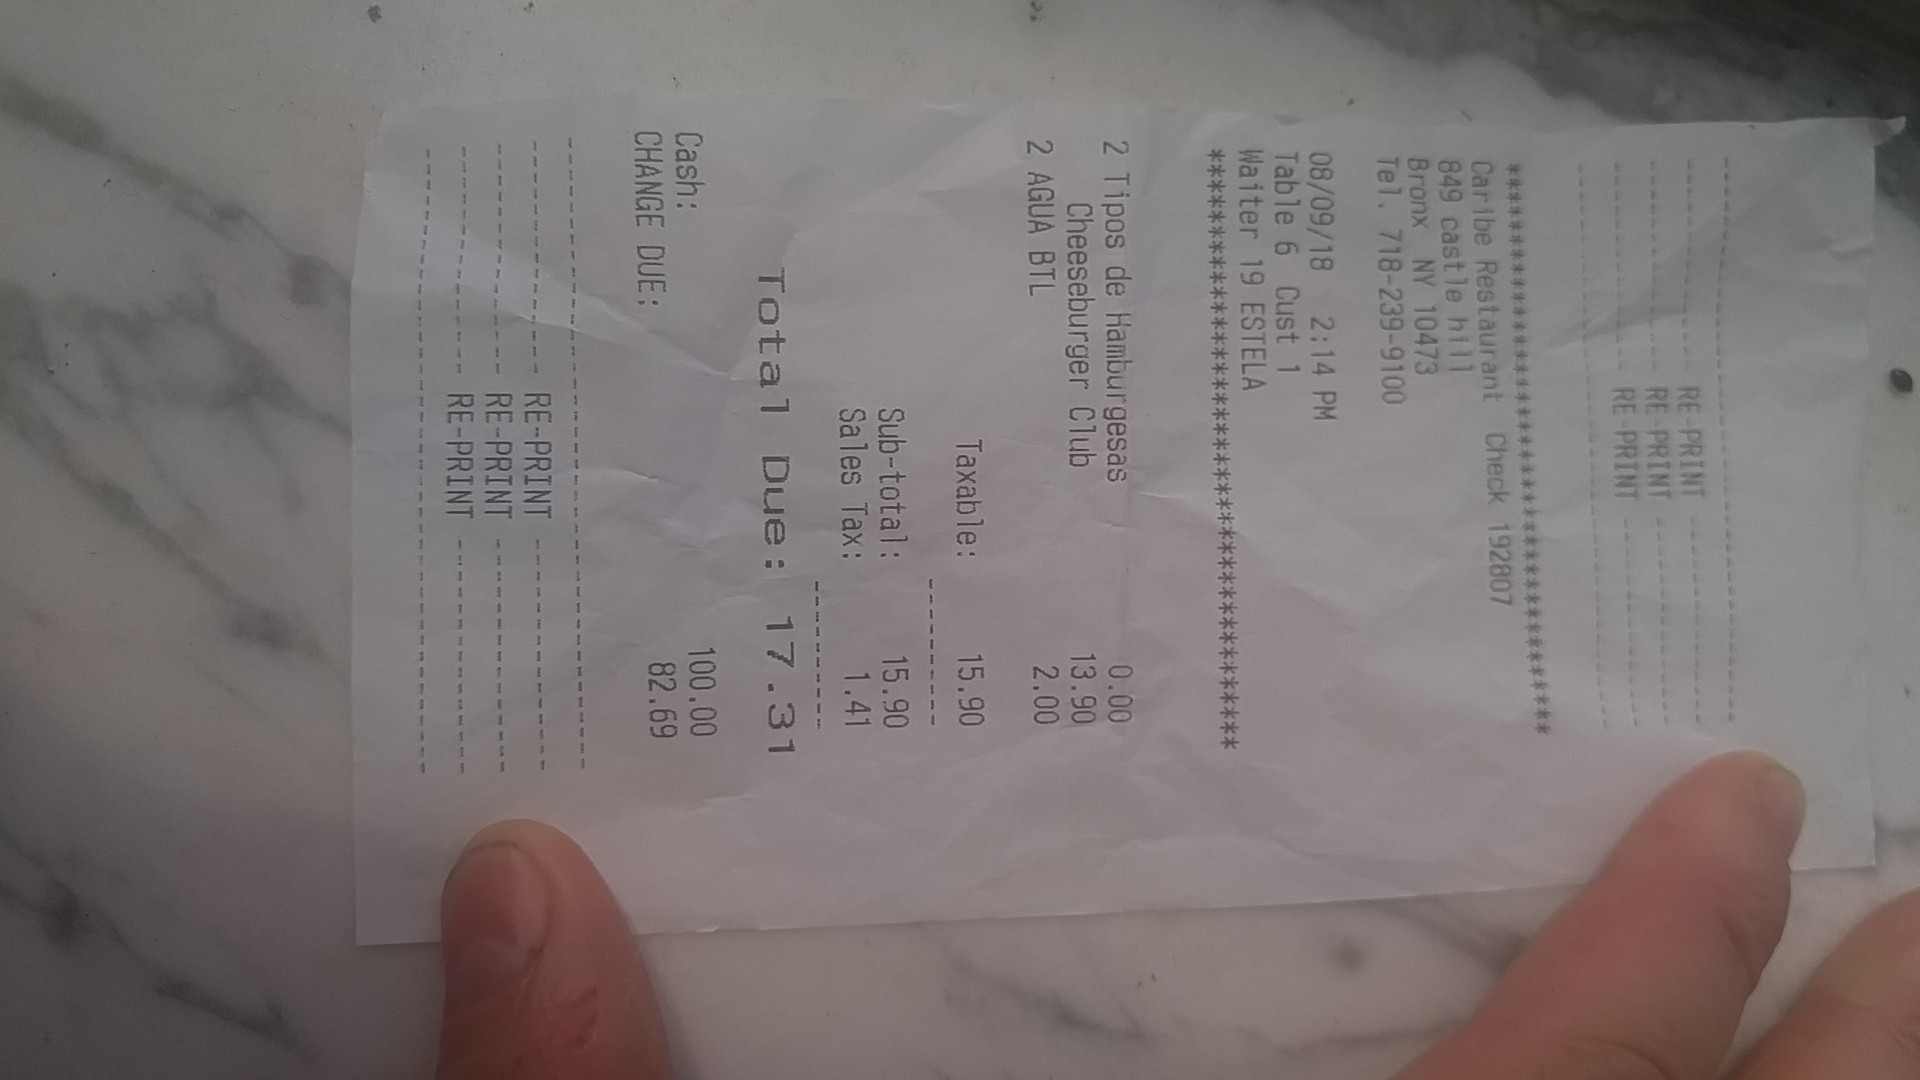 ------------------------------------
------------- RE-PRINT -------------
------------- RE-PRINT -------------
------------- RE-PRINT -------------
------------------------------------
****************************************
Caribe Restaurant  Check 192807
849 castle hill
Bronx  NY 10473
Tel. 718-239-9100
08/09/18  2:14 PM
Table 6  Cust 1
Waiter 19 ESTELA
****************************************
2 Tipos de Hamburgesas 0.00
Cheeseburger Club 13.90
2 AGUA BTL 2.00
Taxable: 15.90
---------
Sub-total: 15.90
Sales Tax: 1.41
---------
Total Due: 17.31
Cash: 100.00
CHANGE DUE: 82.69
------------------------------------
------------- RE-PRINT -------------
------------- RE-PRINT -------------
------------- RE-PRINT -------------
------------------------------------